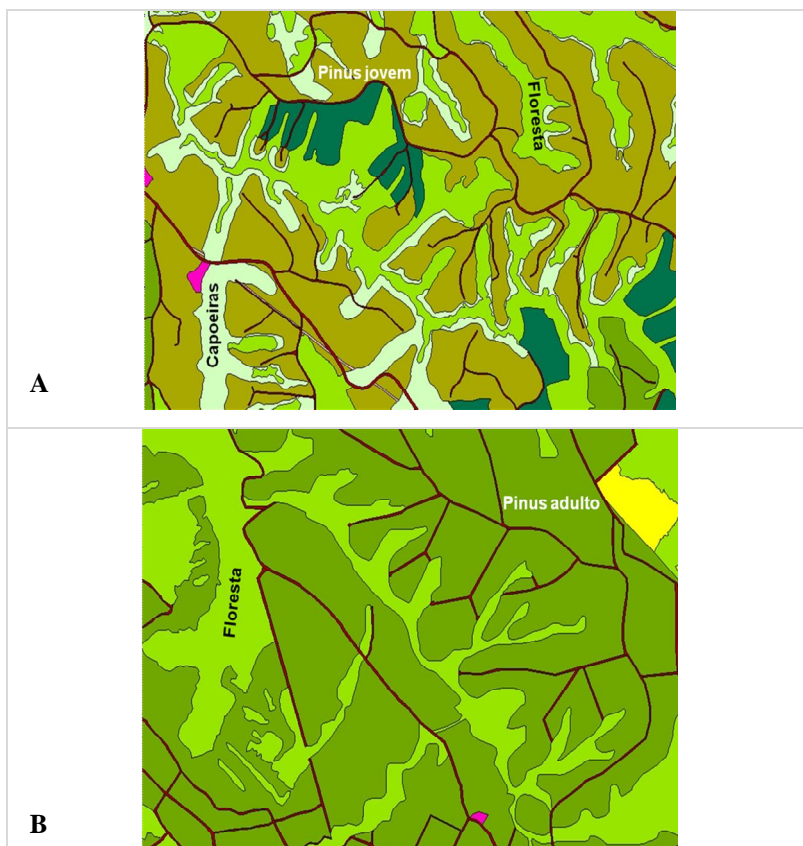 Pinus jovem
Floresta
Capoeiras
A
Pinus adulto
Floresta
B